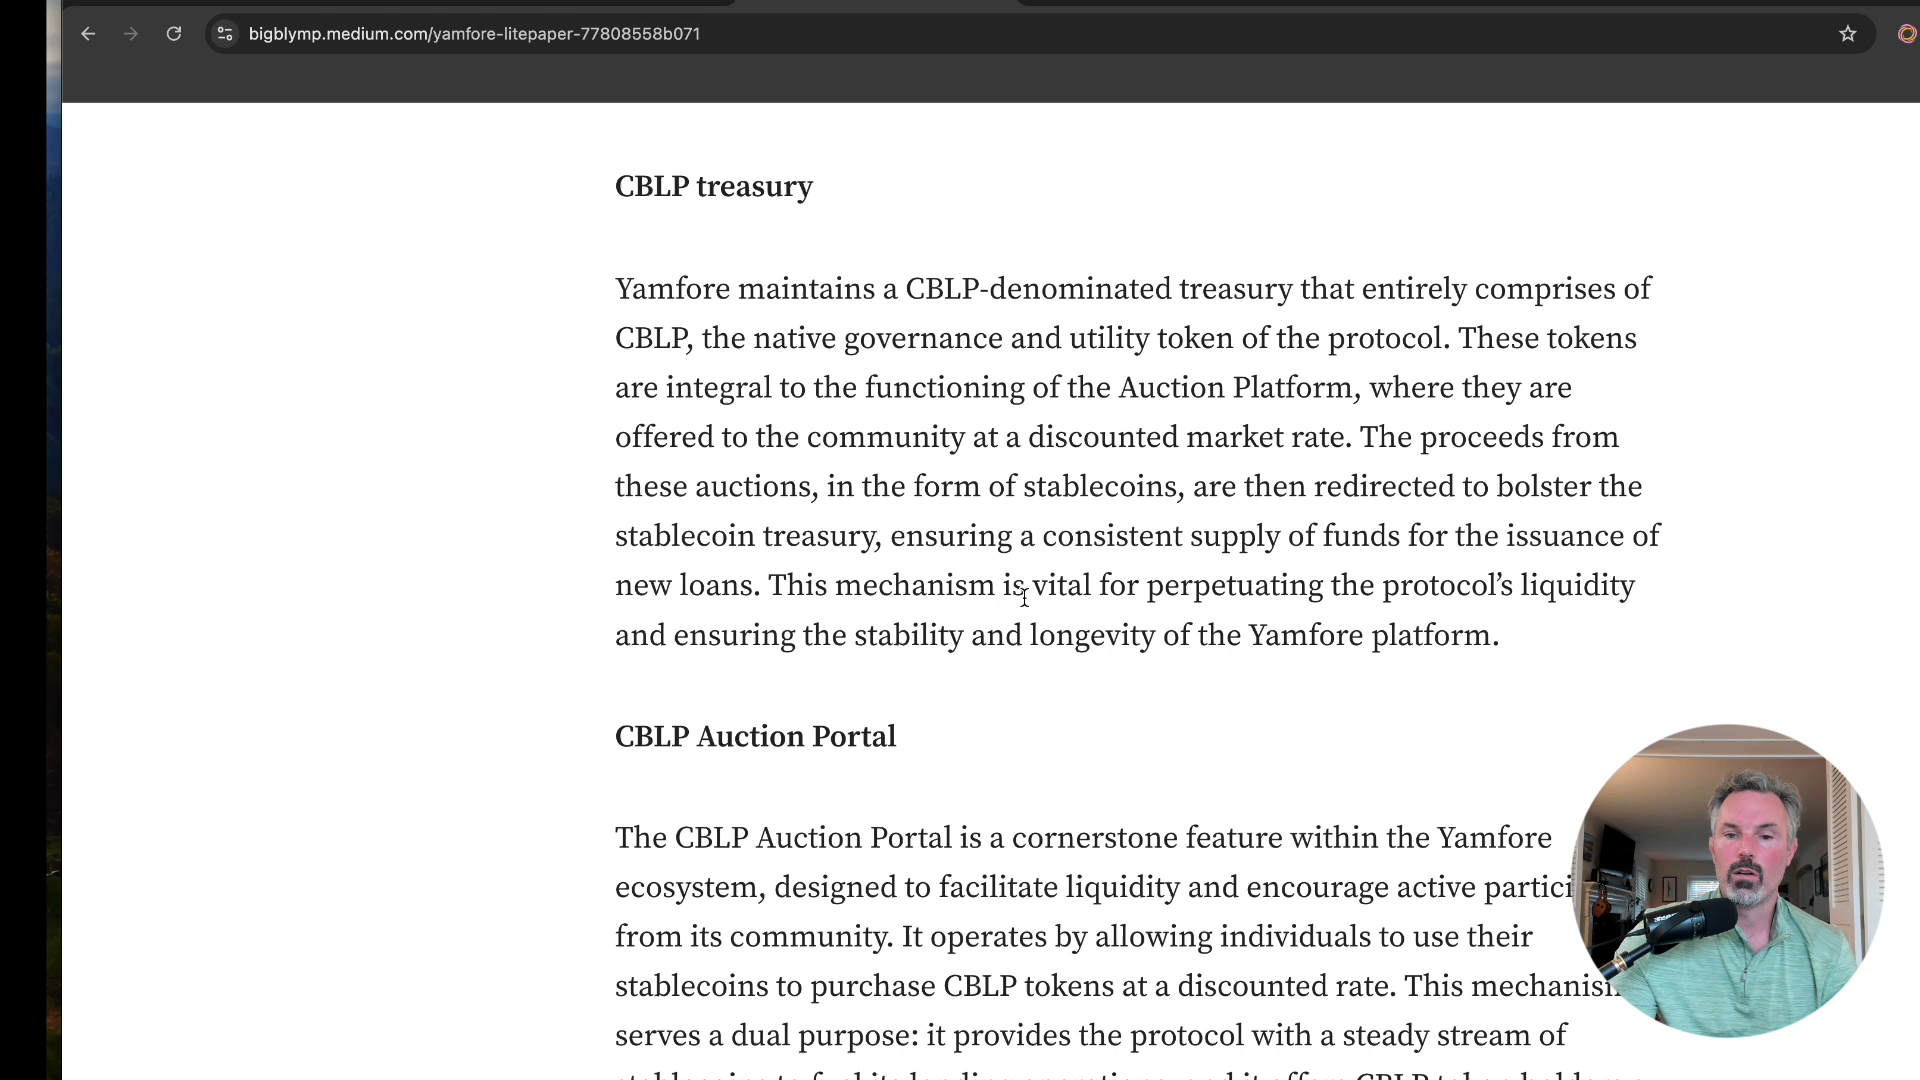 bigblymp.medium.com/yamfore-litepaper-77808558b071
CBLP treasury
Yamfore maintains a CBLP-denominated treasury that entirely comprises of
CBLP, the native governance and utility token of the protocol. These tokens
are integral to the functioning of the Auction Platform, where they are
offered to the community at a discounted market rate. The proceeds from
these auctions, in the form of stablecoins, are then redirected to bolster the
stablecoin treasury, ensuring a consistent supply of funds for the issuance of
new loans. This mechanism is vital for perpetuating the protocol’s liquidity
and ensuring the stability and longevity of the Yamfore platform.
CBLP Auction Portal
The CBLP Auction Portal is a cornerstone feature within the Yamfore
ecosystem, designed to facilitate liquidity and encourage active
from its community. It operates by allowing individuals to use their
stablecoins to purchase CBLP tokens at a discounted rate. This
serves a dual purpose: it provides the protocol with a steady stream of